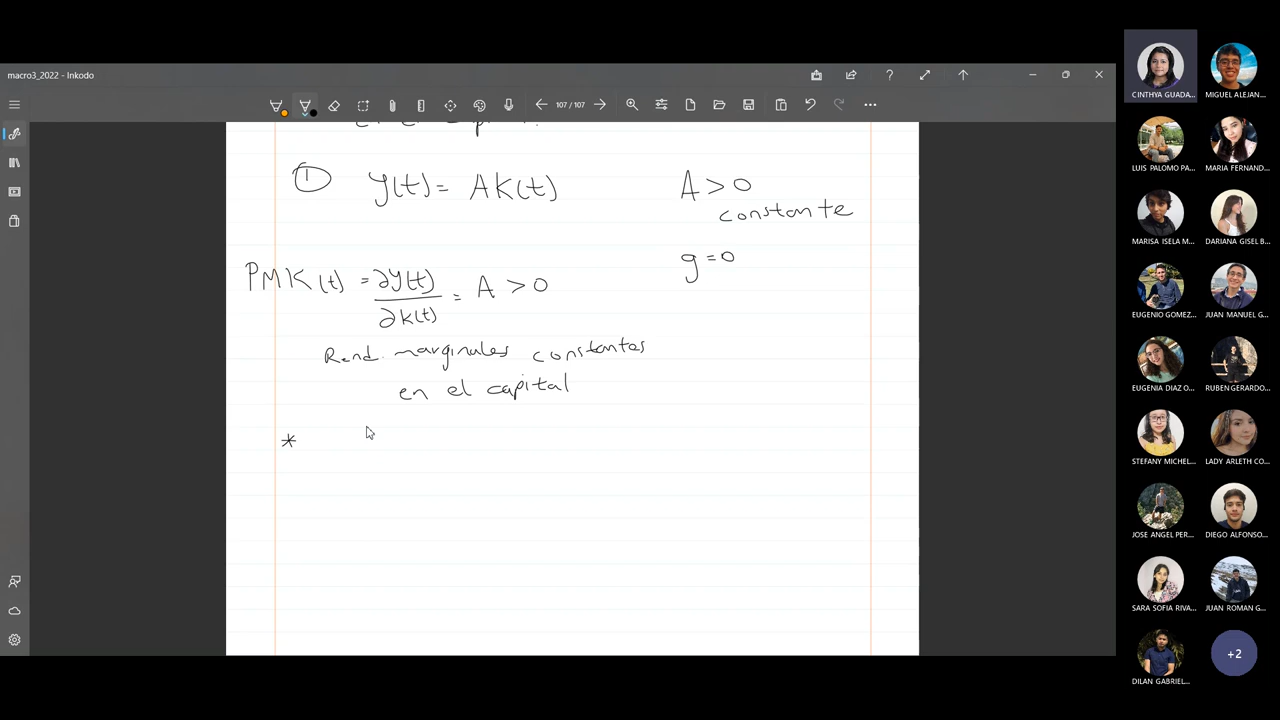 macro3_2022 - Inkodo
107 / 107
① Y(t) = AK(t)
A > 0
constante
g = 0
PMK(t) = ∂Y(t) / ∂K(t) = A > 0
Rend. marginales constantes
en el capital
*
CINTHYA GUADA...
MIGUEL ALEJAN...
LUIS PALOMO PA...
MARIA FERNAND...
MARISA ISELA M...
DARIANA GISEL B...
EUGENIO GOMEZ...
JUAN MANUEL G...
EUGENIA DIAZ O...
RUBEN GERARDO...
STEFANY MICHEL...
LADY ARLETH CO...
JOSE ANGEL PER...
DIEGO ALFONSO...
SARA SOFIA RIVA...
JUAN ROMAN G...
DILAN GABRIEL...
+2